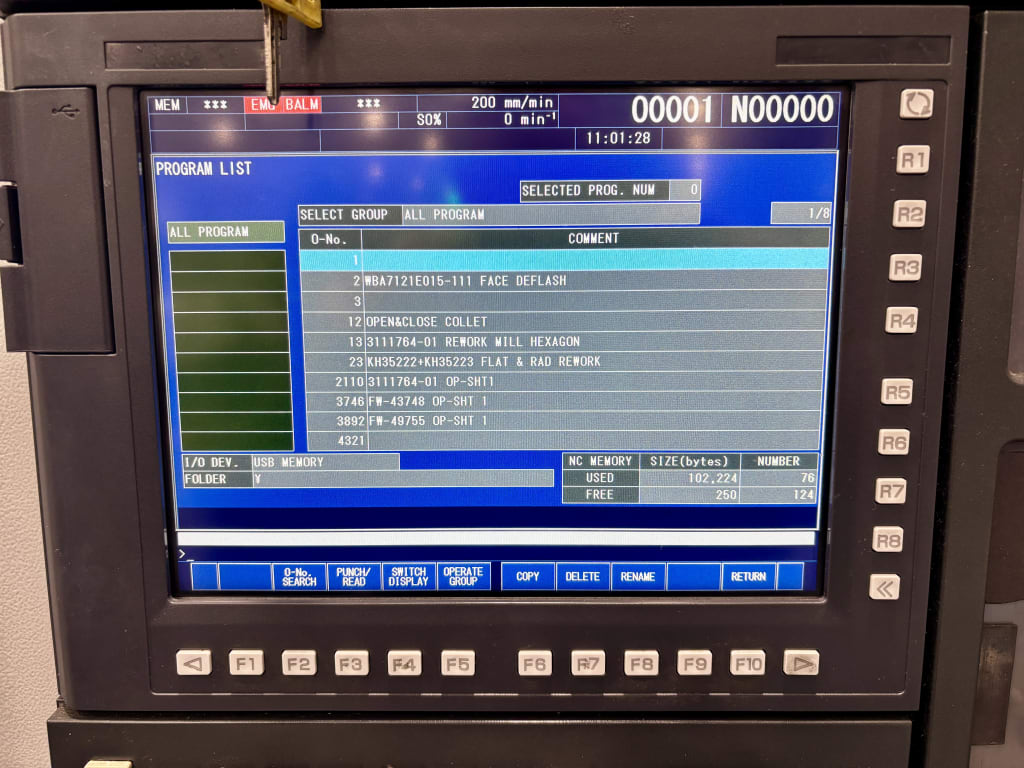 MEM *** EMG BALM *** 200 mm/min 00001 N00000
SO% 0 min-1
11:01:28
PROGRAM LIST
SELECTED PROG. NUM 0
SELECT GROUP ALL PROGRAM 1/8
ALL PROGRAM
O-No. COMMENT
1
2 WBA7121E015-111 FACE DEFLASH
3
12 OPEN&CLOSE COLLET
13 3111764-01 REWORK MILL HEXAGON
23 KH35222+KH35223 FLAT & RAD REWORK
2110 3111764-01 OP-SHT1
3746 FW-43748 OP-SHT 1
3892 FW-49755 OP-SHT 1
4321
I/O DEV. USB MEMORY
FOLDER ¥
NC MEMORY SIZE(bytes) NUMBER
USED 102,224 76
FREE 250 124
>_
O-No. SEARCH PUNCH/ READ SWITCH DISPLAY OPERATE GROUP COPY DELETE RENAME RETURN
R1
R2
R3
R4
R5
R6
R7
R8
F1 F2 F3 F4 F5 F6 F7 F8 F9 F10